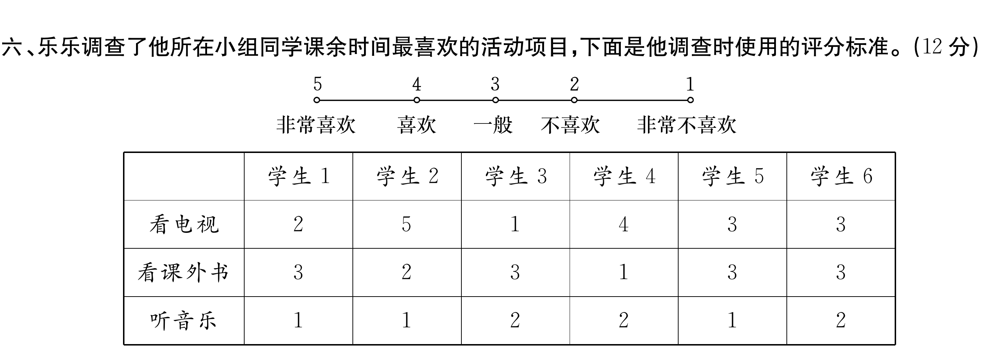 六、乐乐调查了他所在小组同学课余时间最喜欢的活动项目,下面是他调查时使用的评分标准。(12 分)
5 4 3 2 1
非常喜欢 喜欢 一般 不喜欢 非常不喜欢
学生 1 学生 2 学生 3 学生 4 学生 5 学生 6
看电视 2 5 1 4 3 3
看课外书 3 2 3 1 3 3
听音乐 1 1 2 2 1 2